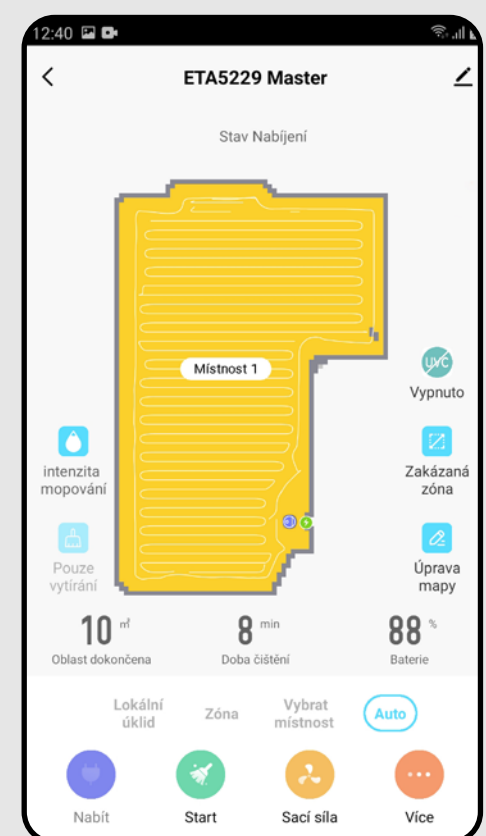 12:40
ETA5229 Master
Stav Nabíjení
Místnost 1
UVC
Vypnuto
intenzita
mopování
Zakázaná
zóna
Pouze
vytírání
Úprava
mapy
10 ㎡
8 min
88 %
Oblast dokončena
Doba čištění
Baterie
Lokální
úklid
Zóna
Vybrat
místnost
Auto
Nabít
Start
Sací síla
Více